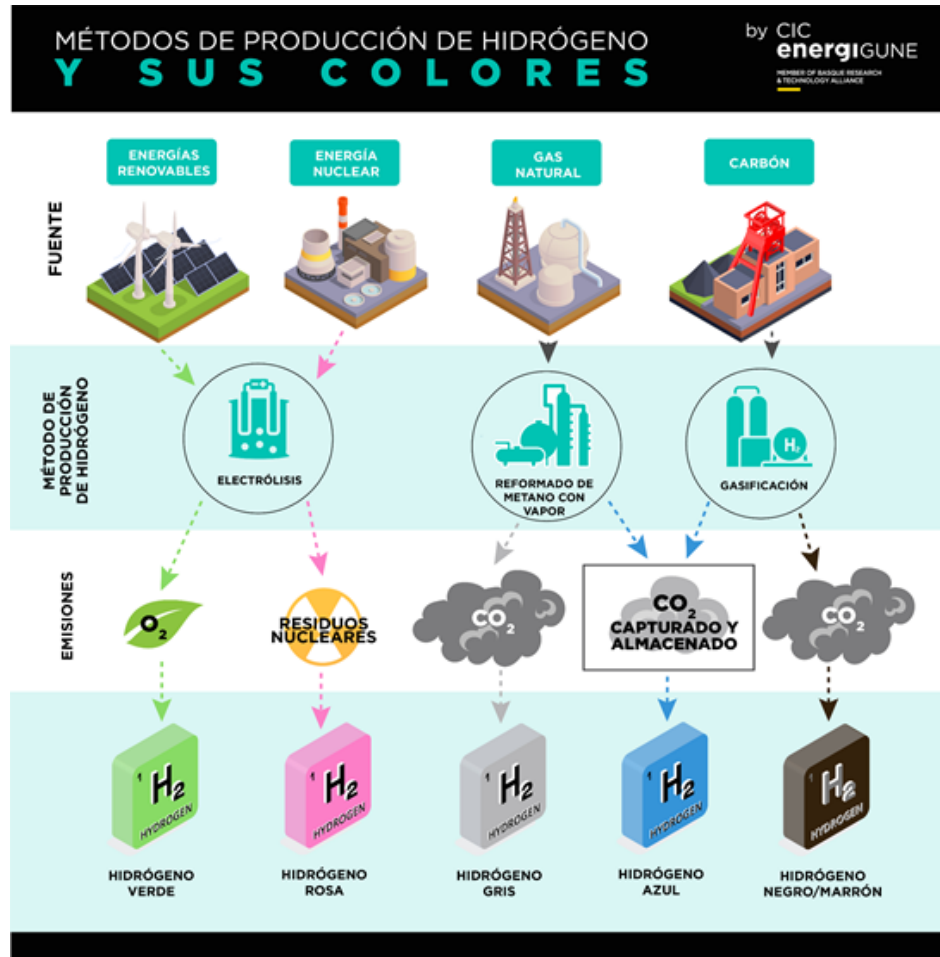 MÉTODOS DE PRODUCCIÓN DE HIDRÓGENO
Y SUS COLORES
by CIC
energiGUNE
MEMBER OF BASQUE RESEARCH
& TECHNOLOGY ALLIANCE
FUENTE
ENERGÍAS
RENOVABLES
ENERGÍA
NUCLEAR
GAS
NATURAL
CARBÓN
MÉTODO DE
PRODUCCIÓN
DE HIDRÓGENO
ELECTRÓLISIS
REFORMADO DE
METANO CON
VAPOR
H2
GASIFICACIÓN
EMISIONES
O2
RESIDUOS
NUCLEARES
CO2
CO2
CAPTURADO Y
ALMACENADO
CO2
1
H2
HYDROGEN
1
H2
HYDROGEN
1
H2
HYDROGEN
1
H2
HYDROGEN
1
H2
HYDROGEN
HIDRÓGENO
VERDE
HIDRÓGENO
ROSA
HIDRÓGENO
GRIS
HIDRÓGENO
AZUL
HIDRÓGENO
NEGRO/MARRÓN